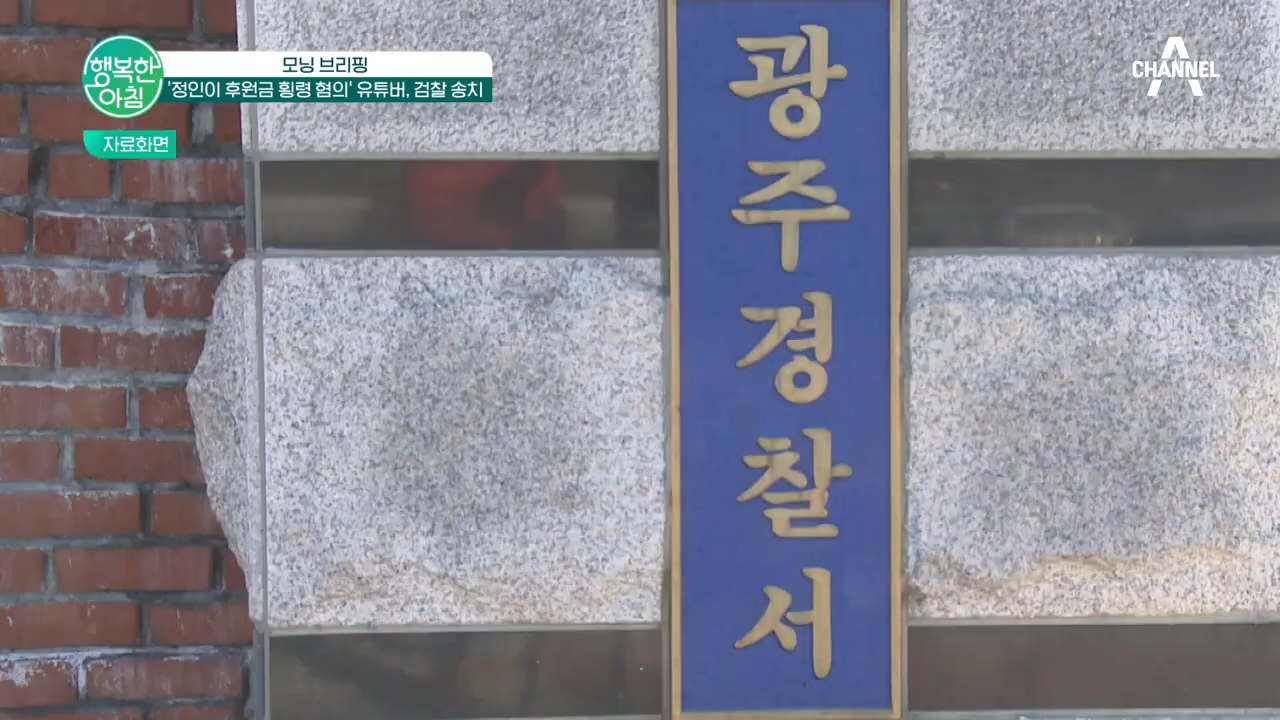 행복한
아침
모닝 브리핑
'정인이 후원금 횡령 혐의' 유튜버, 검찰 송치
자료화면
CHANNEL A
광주경찰서